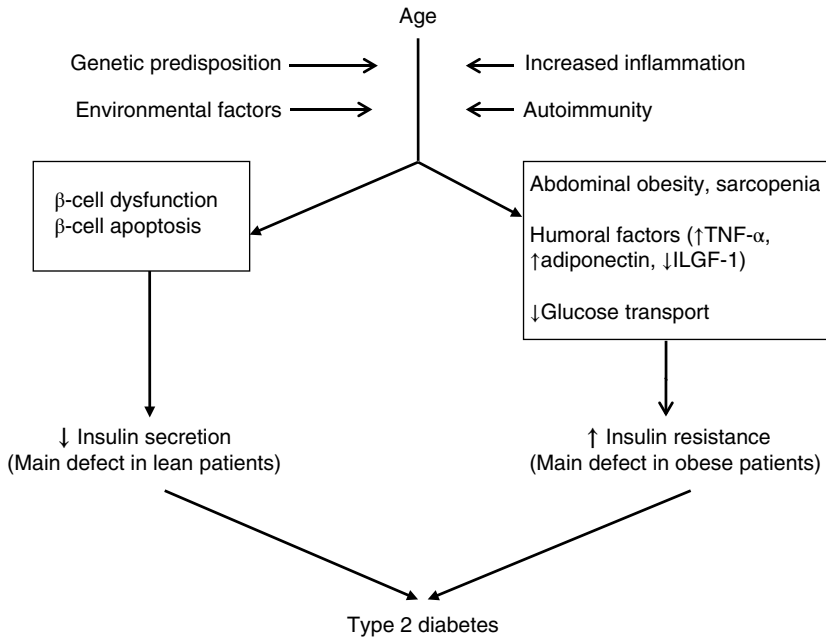 Age
Genetic predisposition
Increased inflammation
Environmental factors
Autoimmunity
β-cell dysfunction
β-cell apoptosis
Abdominal obesity, sarcopenia
Humoral factors (↑TNF-α,
↑adiponectin, ↓ILGF-1)
↓Glucose transport
↓ Insulin secretion
(Main defect in lean patients)
↑ Insulin resistance
(Main defect in obese patients)
Type 2 diabetes